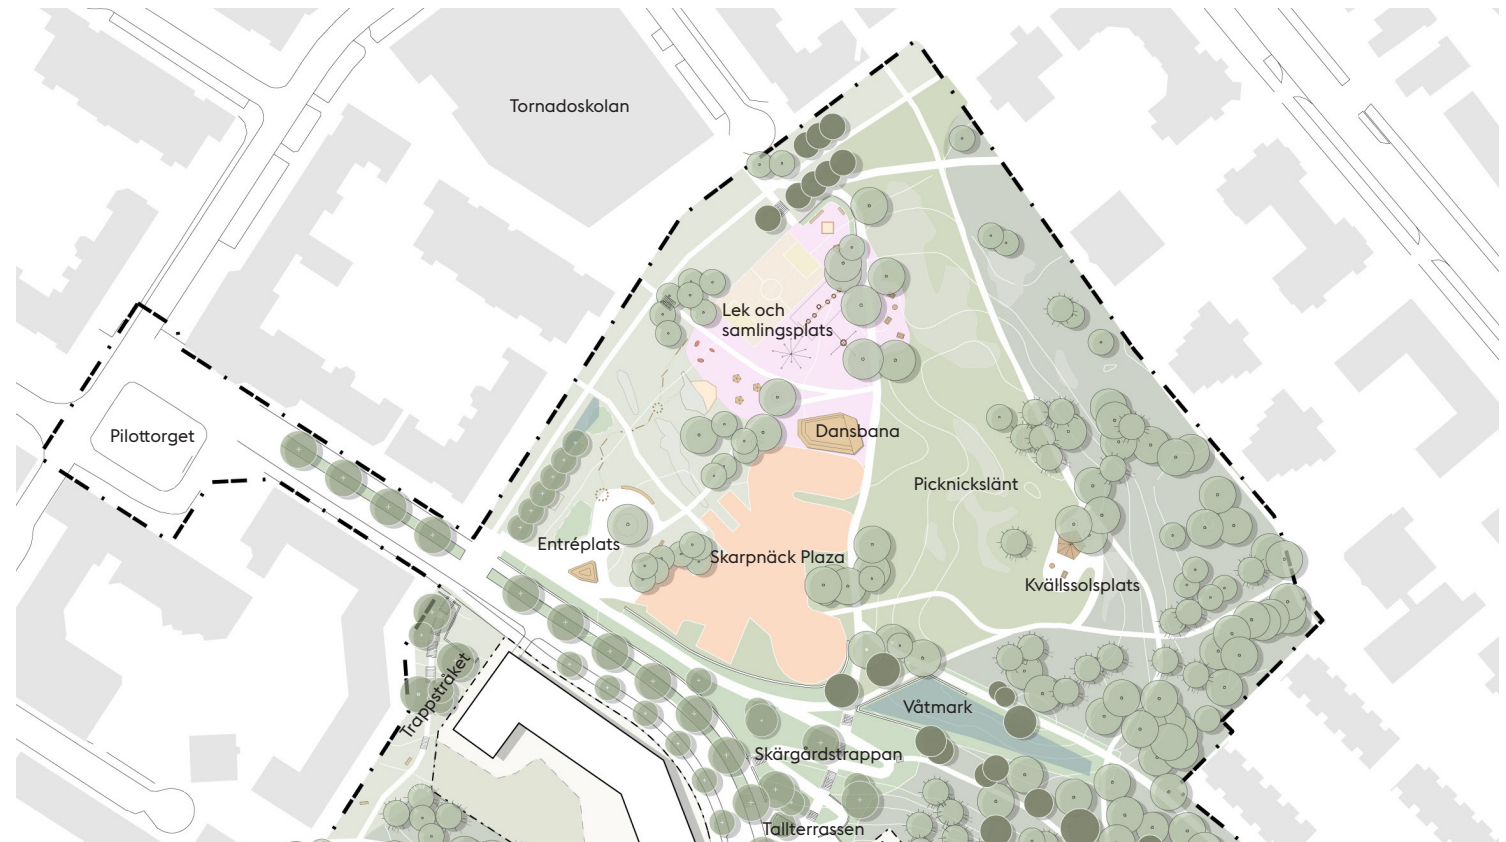 Tornadoskolan
Lek och
samlingsplats
Pilottorget
Dansbana
Picknickslänt
Entréplats
Skarpnäck Plaza
Kvällssolsplats
Trappstråket
Våtmark
Skärgårdstrappan
Tallterrassen